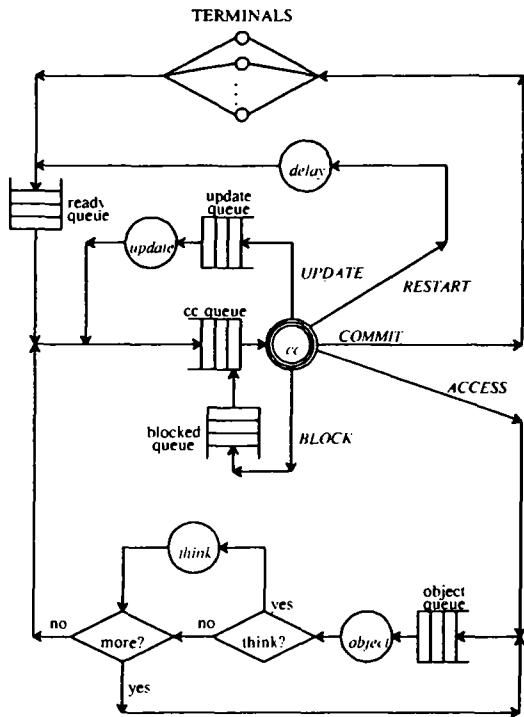 TERMINALS
delay
ready
queue
update
queue
update
UPDATE
RESTART
cc queue
cc
COMMIT
ACCESS
blocked
queue
BLOCK
think
object
queue
no
more?
no
think?
yes
object
yes